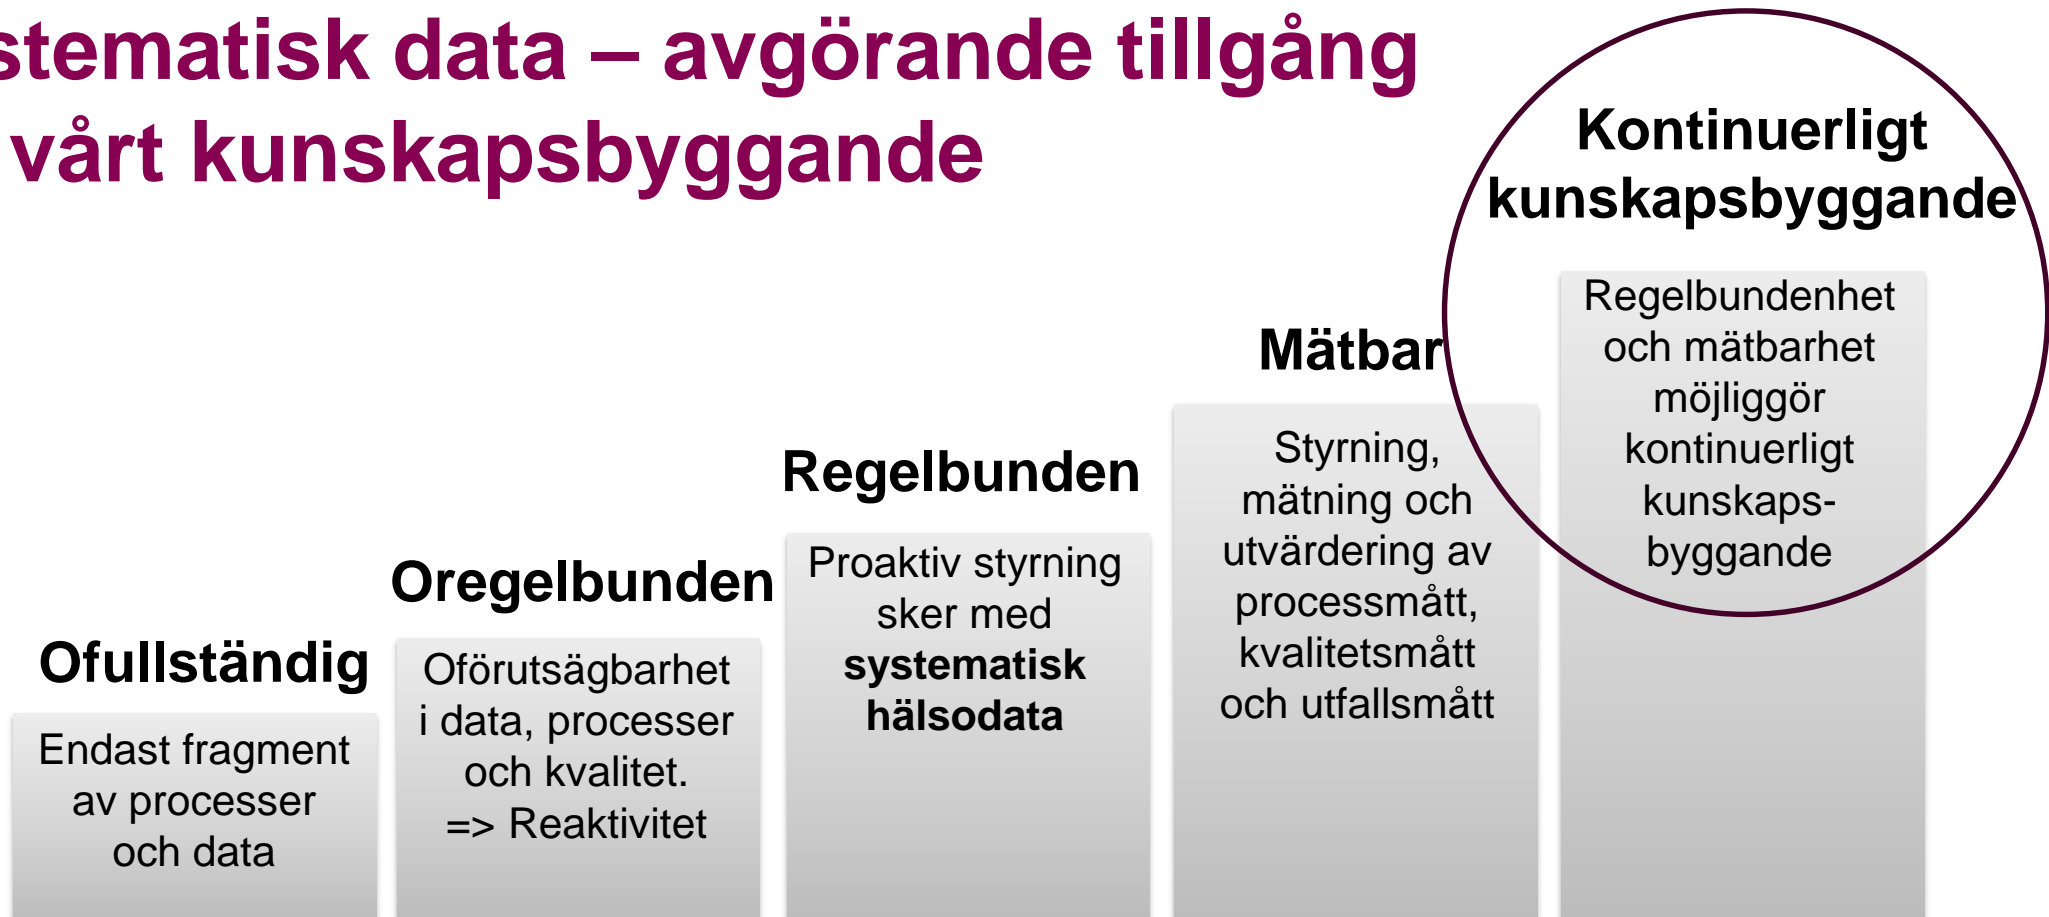 stematisk data – avgörande tillgång
vårt kunskapsbyggande
Kontinuerligt
kunskapsbyggande
Regelbundenhet
och mätbarhet
möjliggör
kontinuerligt
kunskaps-
byggande
Mätbar
Styrning,
mätning och
utvärdering av
processmått,
kvalitetsmått
och utfallsmått
Regelbunden
Proaktiv styrning
sker med
systematisk
hälsodata
Oregelbunden
Oförutsägbarhet
i data, processer
och kvalitet.
=> Reaktivitet
Ofullständig
Endast fragment
av processer
och data